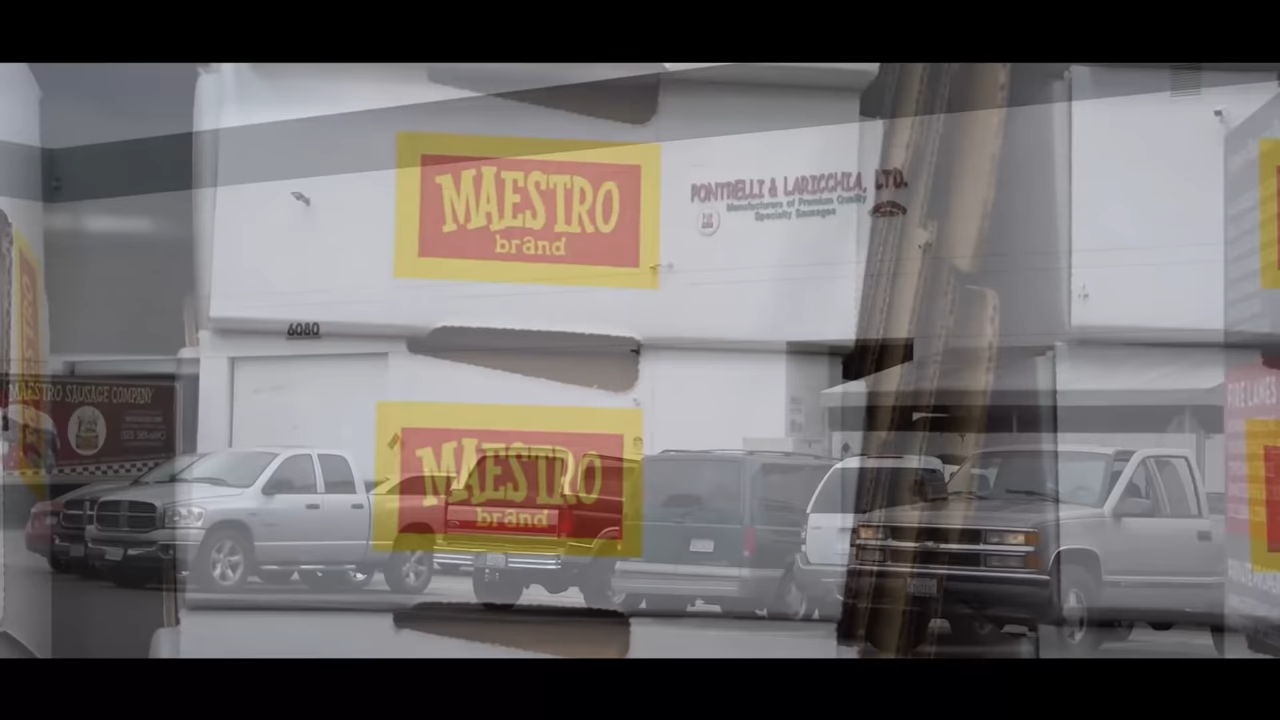 MAESTRO
brand
PONTRELLI & LARICCHIA, LTD.
Manufacturers of Premium Quality
Specialty Sausages
6080
MAESTRO SAUSAGE COMPANY
MAESTRO
brand
FIRE LANES